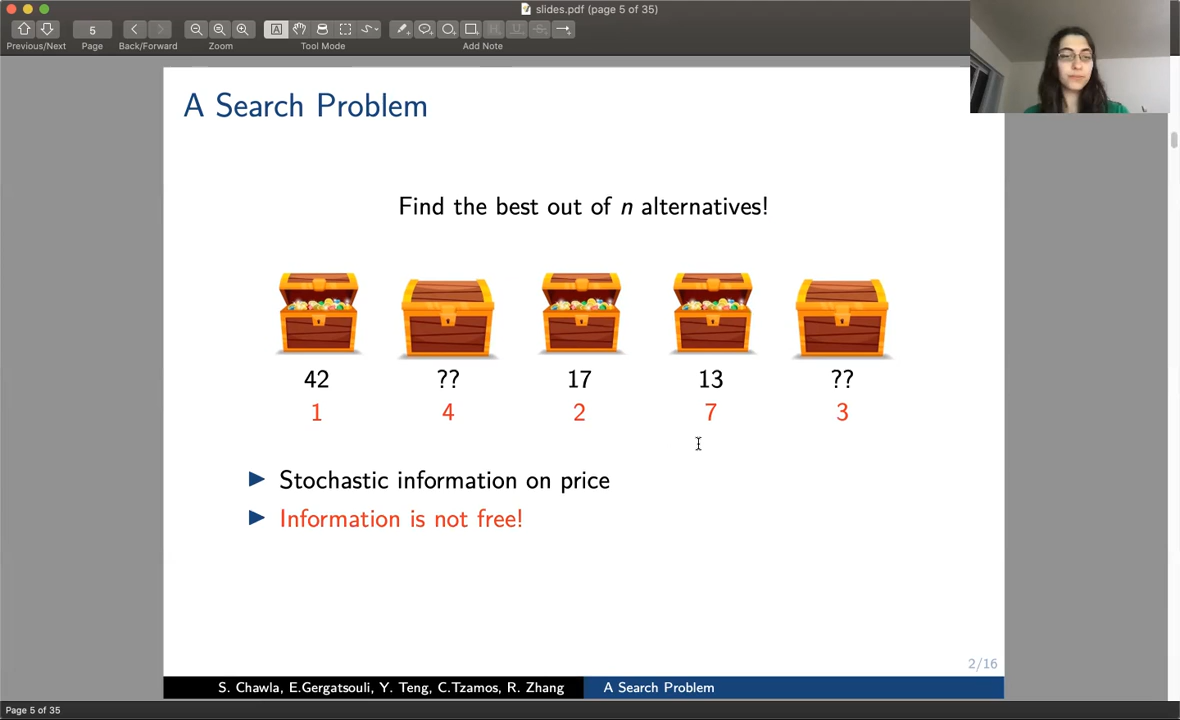 slides.pdf (page 5 of 35)
5
Previous/Next Page Back/Forward Zoom Tool Mode Add Note
A Search Problem
Find the best out of n alternatives!
42 ?? 17 13 ??
1 4 2 7 3
Stochastic information on price
Information is not free!
2/16
S. Chawla, E.Gergatsouli, Y. Teng, C.Tzamos, R. Zhang A Search Problem
Page 5 of 35